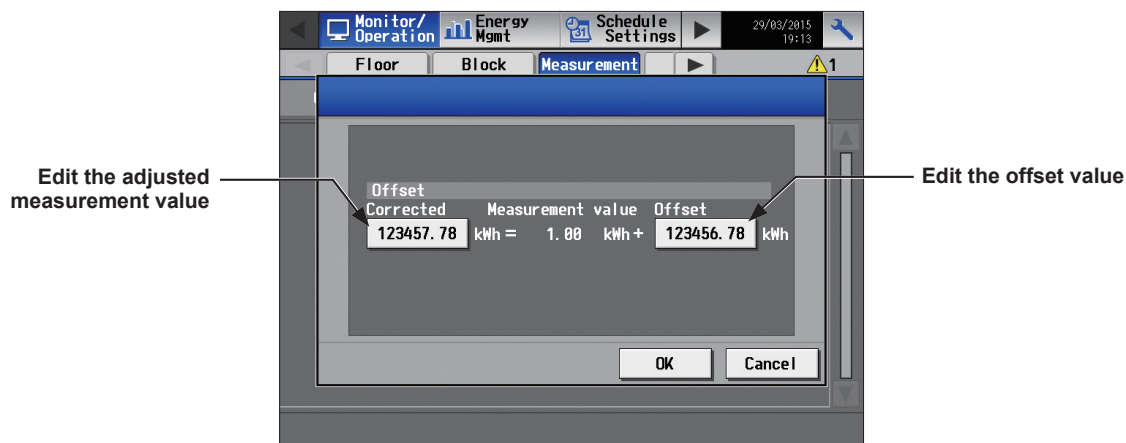 Monitor/
Operation
Energy
Mgmt
31
Schedule
Settings
29/03/2015
19:13
Floor Block Measurement
1
Edit the adjusted
measurement value
Edit the offset value
Offset
Corrected Measurement value Offset
123457.78 kWh = 1.00 kWh + 123456.78 kWh
OK Cancel